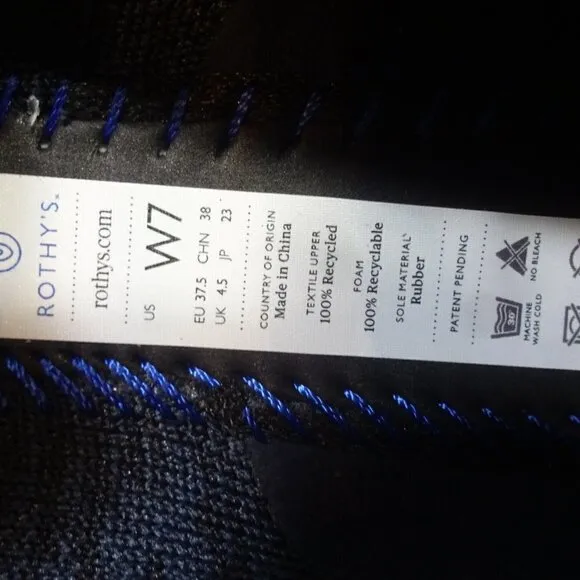 ROTHY'S.
rothys.com
US W7
EU 37.5 CHN 38
UK 4.5 JP 23
COUNTRY OF ORIGIN
Made in China
TEXTILE UPPER
100% Recycled
FOAM
100% Recyclable
SOLE MATERIAL
Rubber
PATENT PENDING
30°
MACHINE
WASH COLD
NO BLEACH